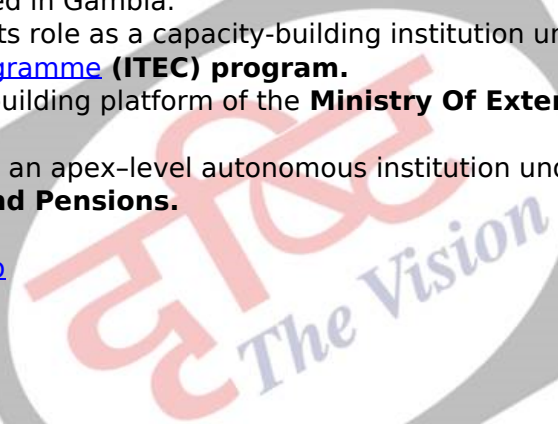 ed in Gambia.
ts role as a capacity-building institution un
gramme (ITEC) program.
uilding platform of the Ministry Of Exter
an apex–level autonomous institution und
nd Pensions.
दृष्टि
The Vision